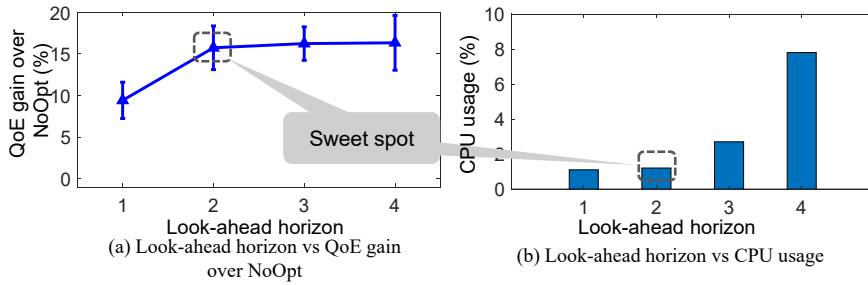 QoE gain over
NoOpt (%)
20
15
10
5
0
1 2 3 4
Look-ahead horizon
(a) Look-ahead horizon vs QoE gain
over NoOpt
Sweet spot
CPU usage (%)
10
8
6
4
2
0
1 2 3 4
Look-ahead horizon
(b) Look-ahead horizon vs CPU usage